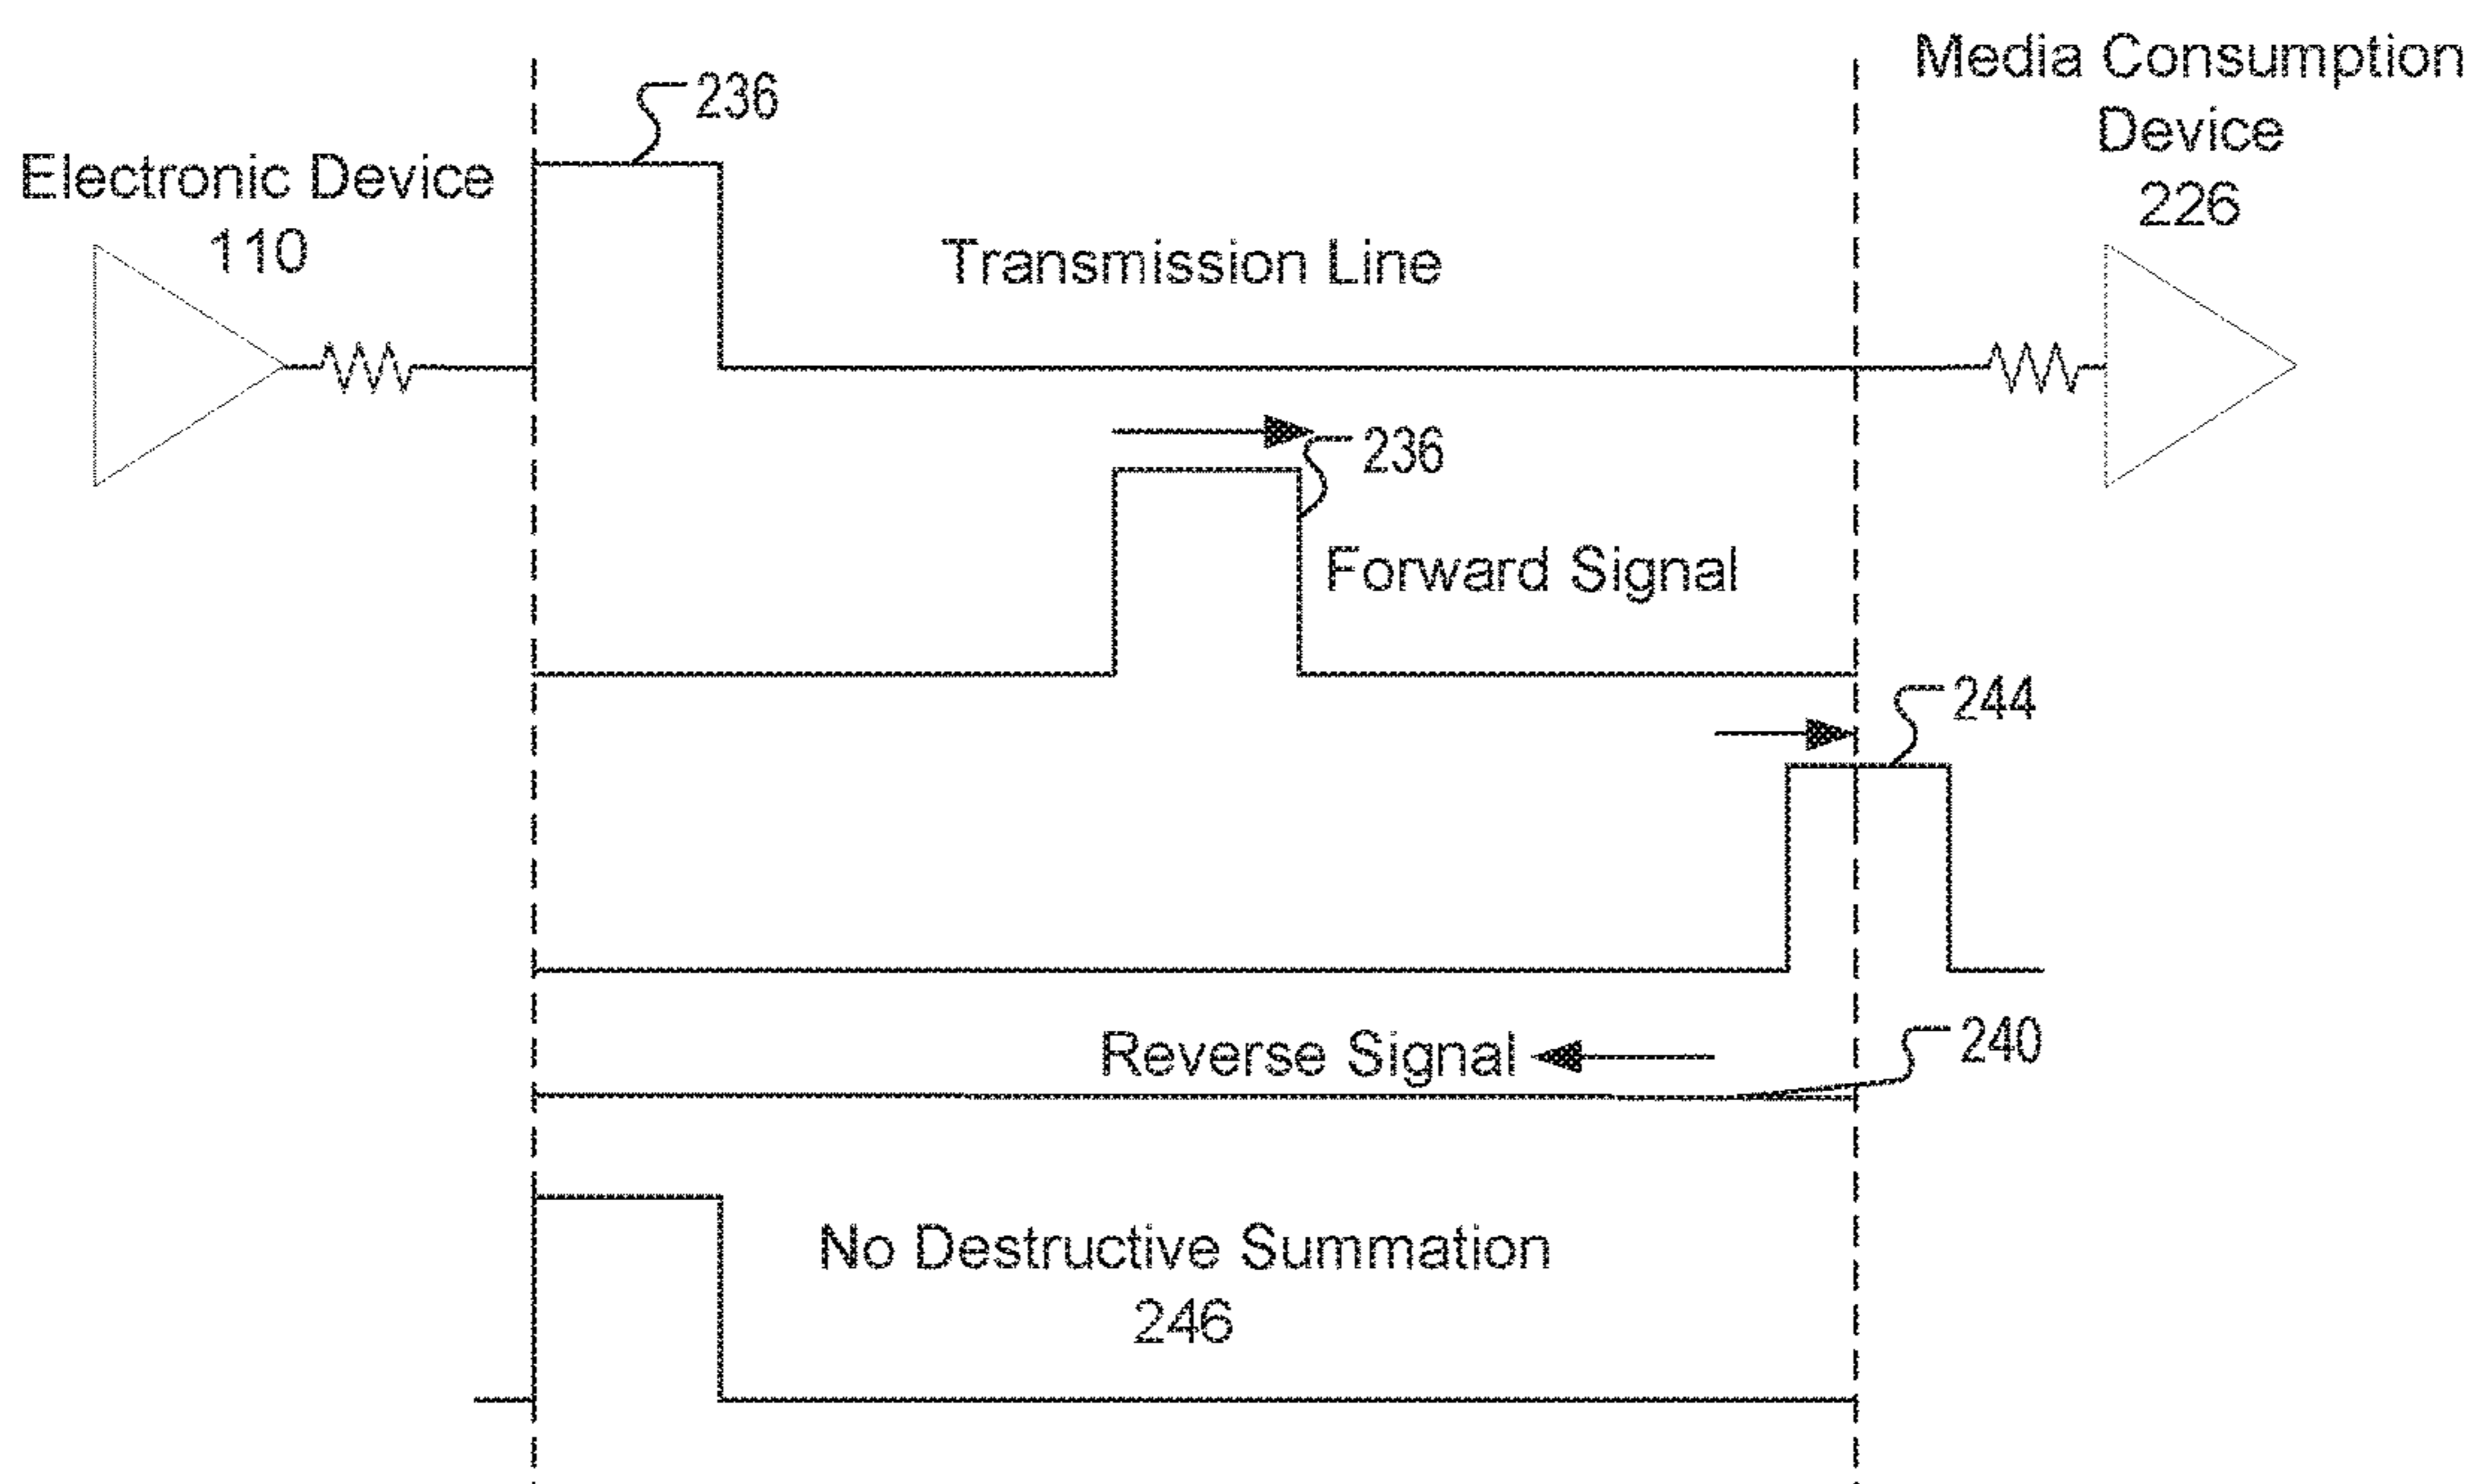 Media Consumption
Device
226
236
Electronic Device
110
Transmission Line
236
Forward Signal
244
Reverse Signal
240
No Destructive Summation
246